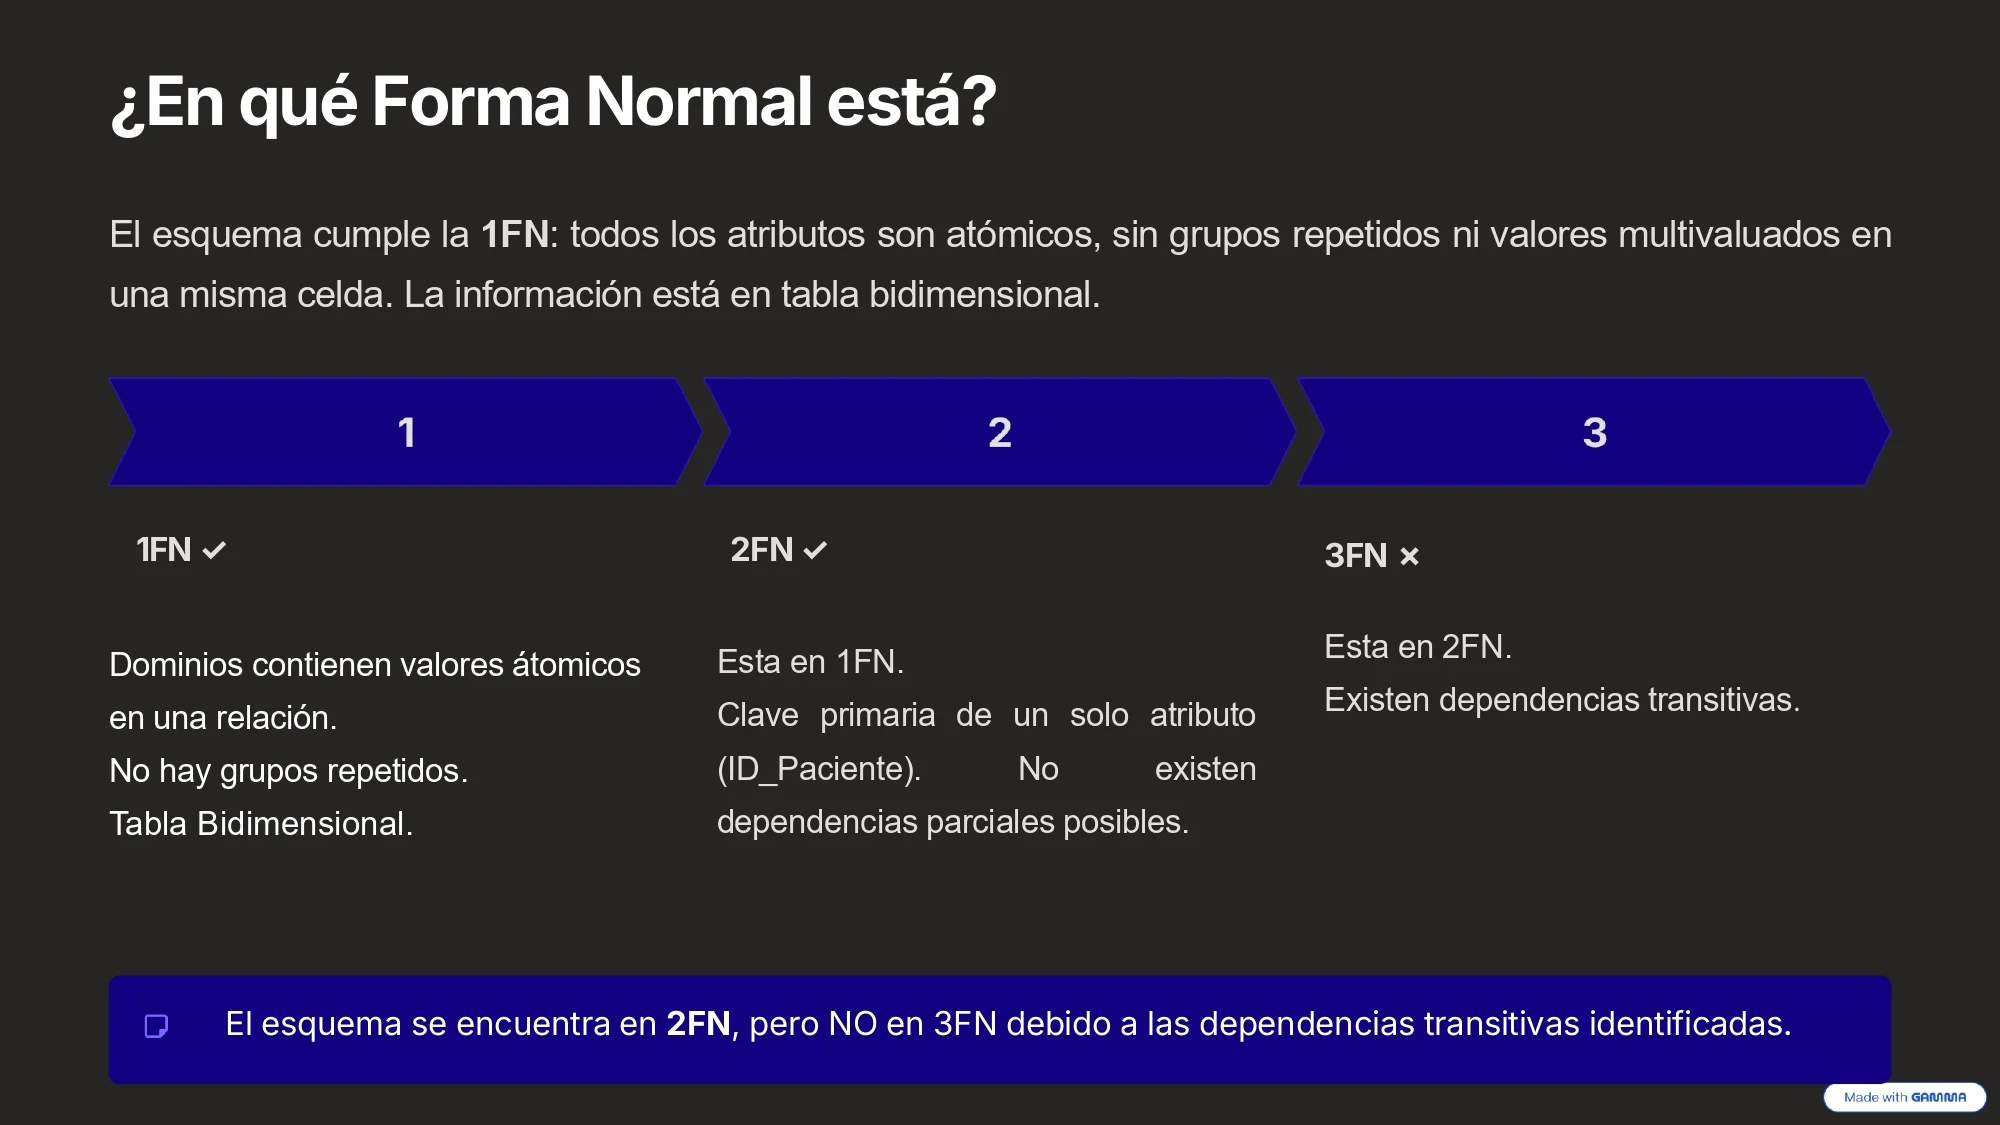 ¿En qué Forma Normal está?
El esquema cumple la 1FN: todos los atributos son atómicos, sin grupos repetidos ni valores multivaluados en
una misma celda. La información está en tabla bidimensional.
1
2
3
1FN ✓
Dominios contienen valores átomicos
en una relación.
No hay grupos repetidos.
Tabla Bidimensional.
2FN ✓
Esta en 1FN.
Clave primaria de un solo atributo
(ID_Paciente). No existen
dependencias parciales posibles.
3FN ×
Esta en 2FN.
Existen dependencias transitivas.
El esquema se encuentra en 2FN, pero NO en 3FN debido a las dependencias transitivas identificadas.
Made with GAMMA